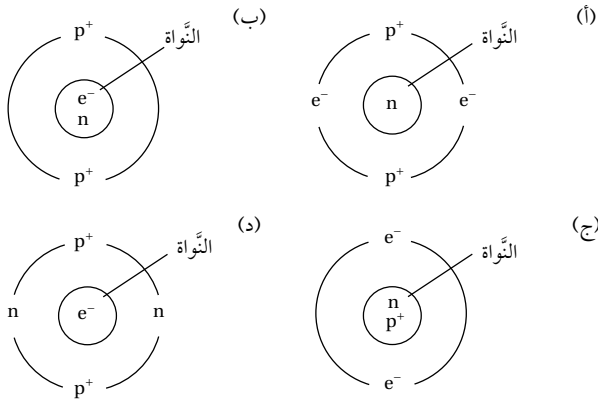 (أ)
p⁺
النَّواة
e⁻ n e⁻
p⁺
(ب)
p⁺
النَّواة
e⁻
n
p⁺
(ج)
e⁻
النَّواة
n
p⁺
e⁻
(د)
p⁺
النَّواة
n e⁻ n
p⁺